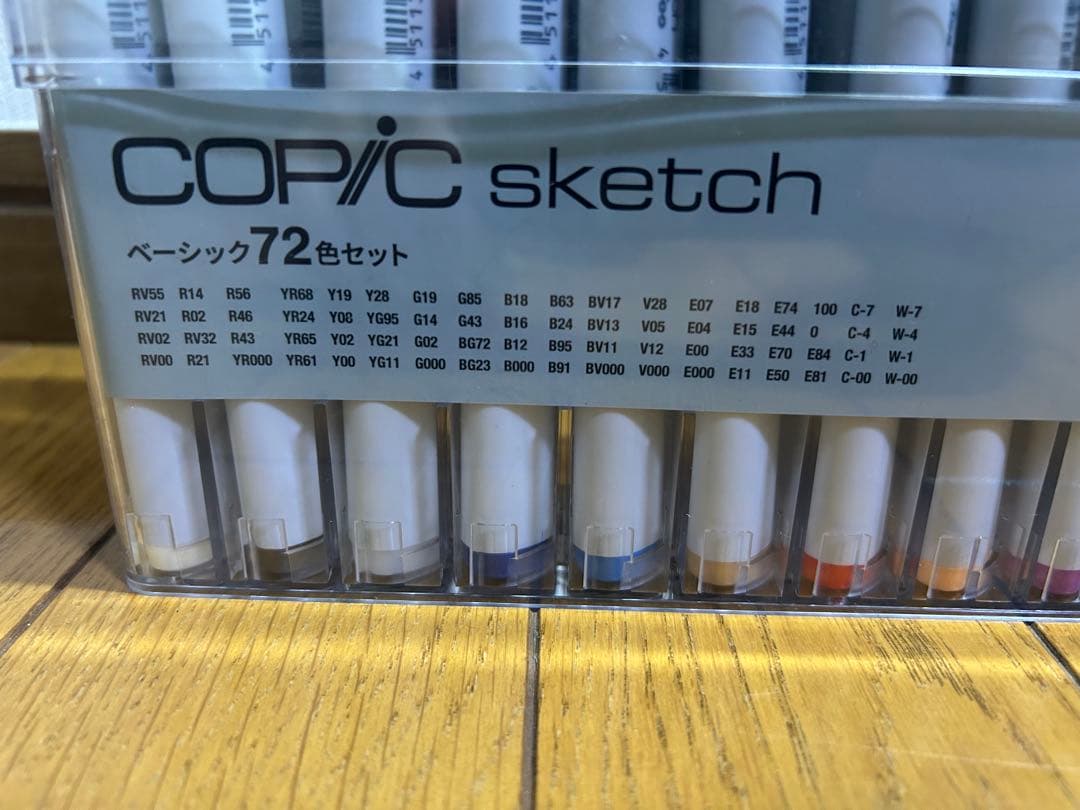 COPiC sketch
ベーシック72色セット
RV55 R14 R56 YR68 Y19 Y28 G19 G85 B18 B63 BV17 V28 E07 E18 E74 100 C-7 W-7
RV21 R02 R46 YR24 Y08 YG95 G14 G43 B16 B24 BV13 V05 E04 E15 E44 0 C-4 W-4
RV02 RV32 R43 YR65 Y02 YG21 G02 BG72 B12 B95 BV11 V12 E00 E33 E70 E84 C-1 W-1
RV00 R21 YR000 YR61 Y00 YG11 G000 BG23 B000 B91 BV000 V000 E000 E11 E50 E81 C-00 W-00